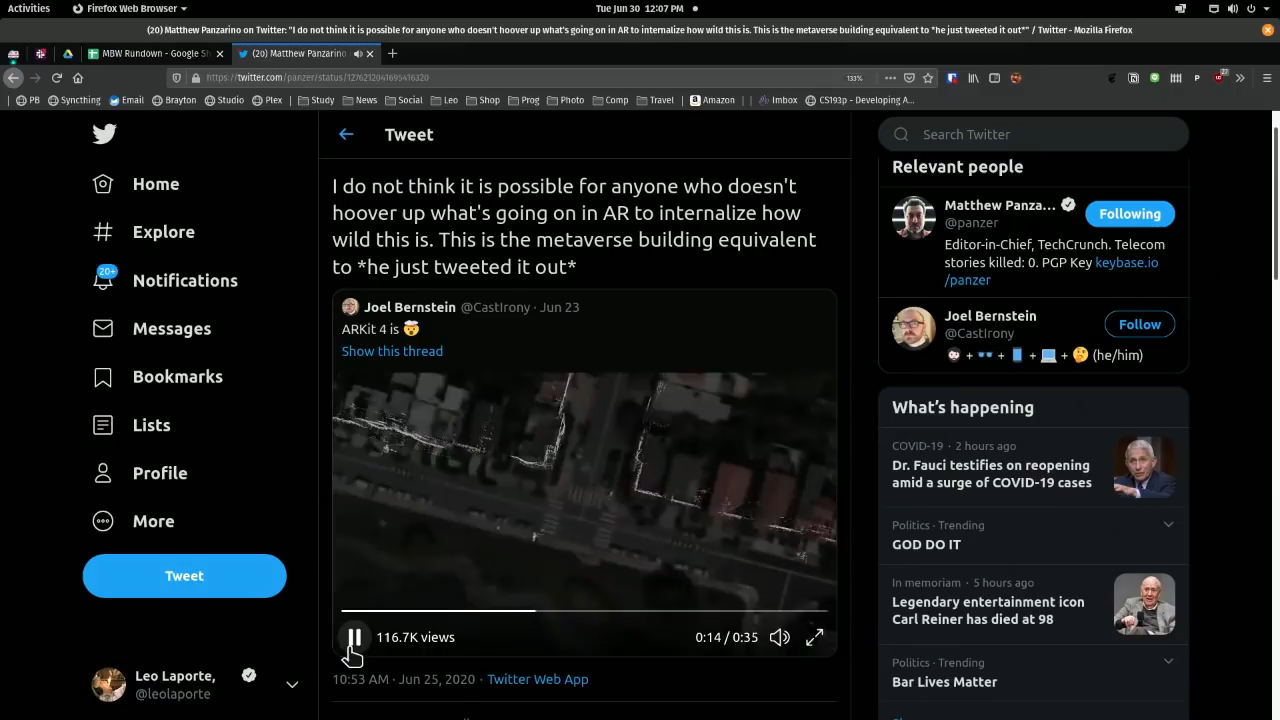 Activities
Firefox Web Browser
Tue Jun 30 12:07 PM
(20) Matthew Panzarino on Twitter: "I do not think it is possible for anyone who doesn't hoover up what's going on in AR to internalize how wild this is. This is the metaverse building equivalent to *he just tweeted it out*" / Twitter - Mozilla Firefox
MBW Rundown - Google Sh
(20) Matthew Panzarino
https://twitter.com/panzer/status/1276212041695416320
133%
PB
Syncthing
Email
Brayton
Studio
Plex
Study
News
Social
Leo
Shop
Prog
Photo
Comp
Travel
Amazon
Imbox
CS193p - Developing A...
Home
Explore
20+
Notifications
Messages
Bookmarks
Lists
Profile
More
Tweet
Leo Laporte,
@leolaporte
Tweet
I do not think it is possible for anyone who doesn't
hoover up what's going on in AR to internalize how
wild this is. This is the metaverse building equivalent
to *he just tweeted it out*
Joel Bernstein @CastIrony · Jun 23
ARKit 4 is 🤯
Show this thread
116.7K views
0:14 / 0:35
10:53 AM · Jun 25, 2020 · Twitter Web App
Search Twitter
Relevant people
Matthew Panza...
@panzer
Following
Editor-in-Chief, TechCrunch. Telecom
stories killed: 0. PGP Key keybase.io
/panzer
Joel Bernstein
@CastIrony
Follow
+ 👓 + 📱 + 💻 + 🤔 (he/him)
What's happening
COVID-19 · 2 hours ago
Dr. Fauci testifies on reopening
amid a surge of COVID-19 cases
Politics · Trending
GOD DO IT
In memoriam · 5 hours ago
Legendary entertainment icon
Carl Reiner has died at 98
Politics · Trending
Bar Lives Matter